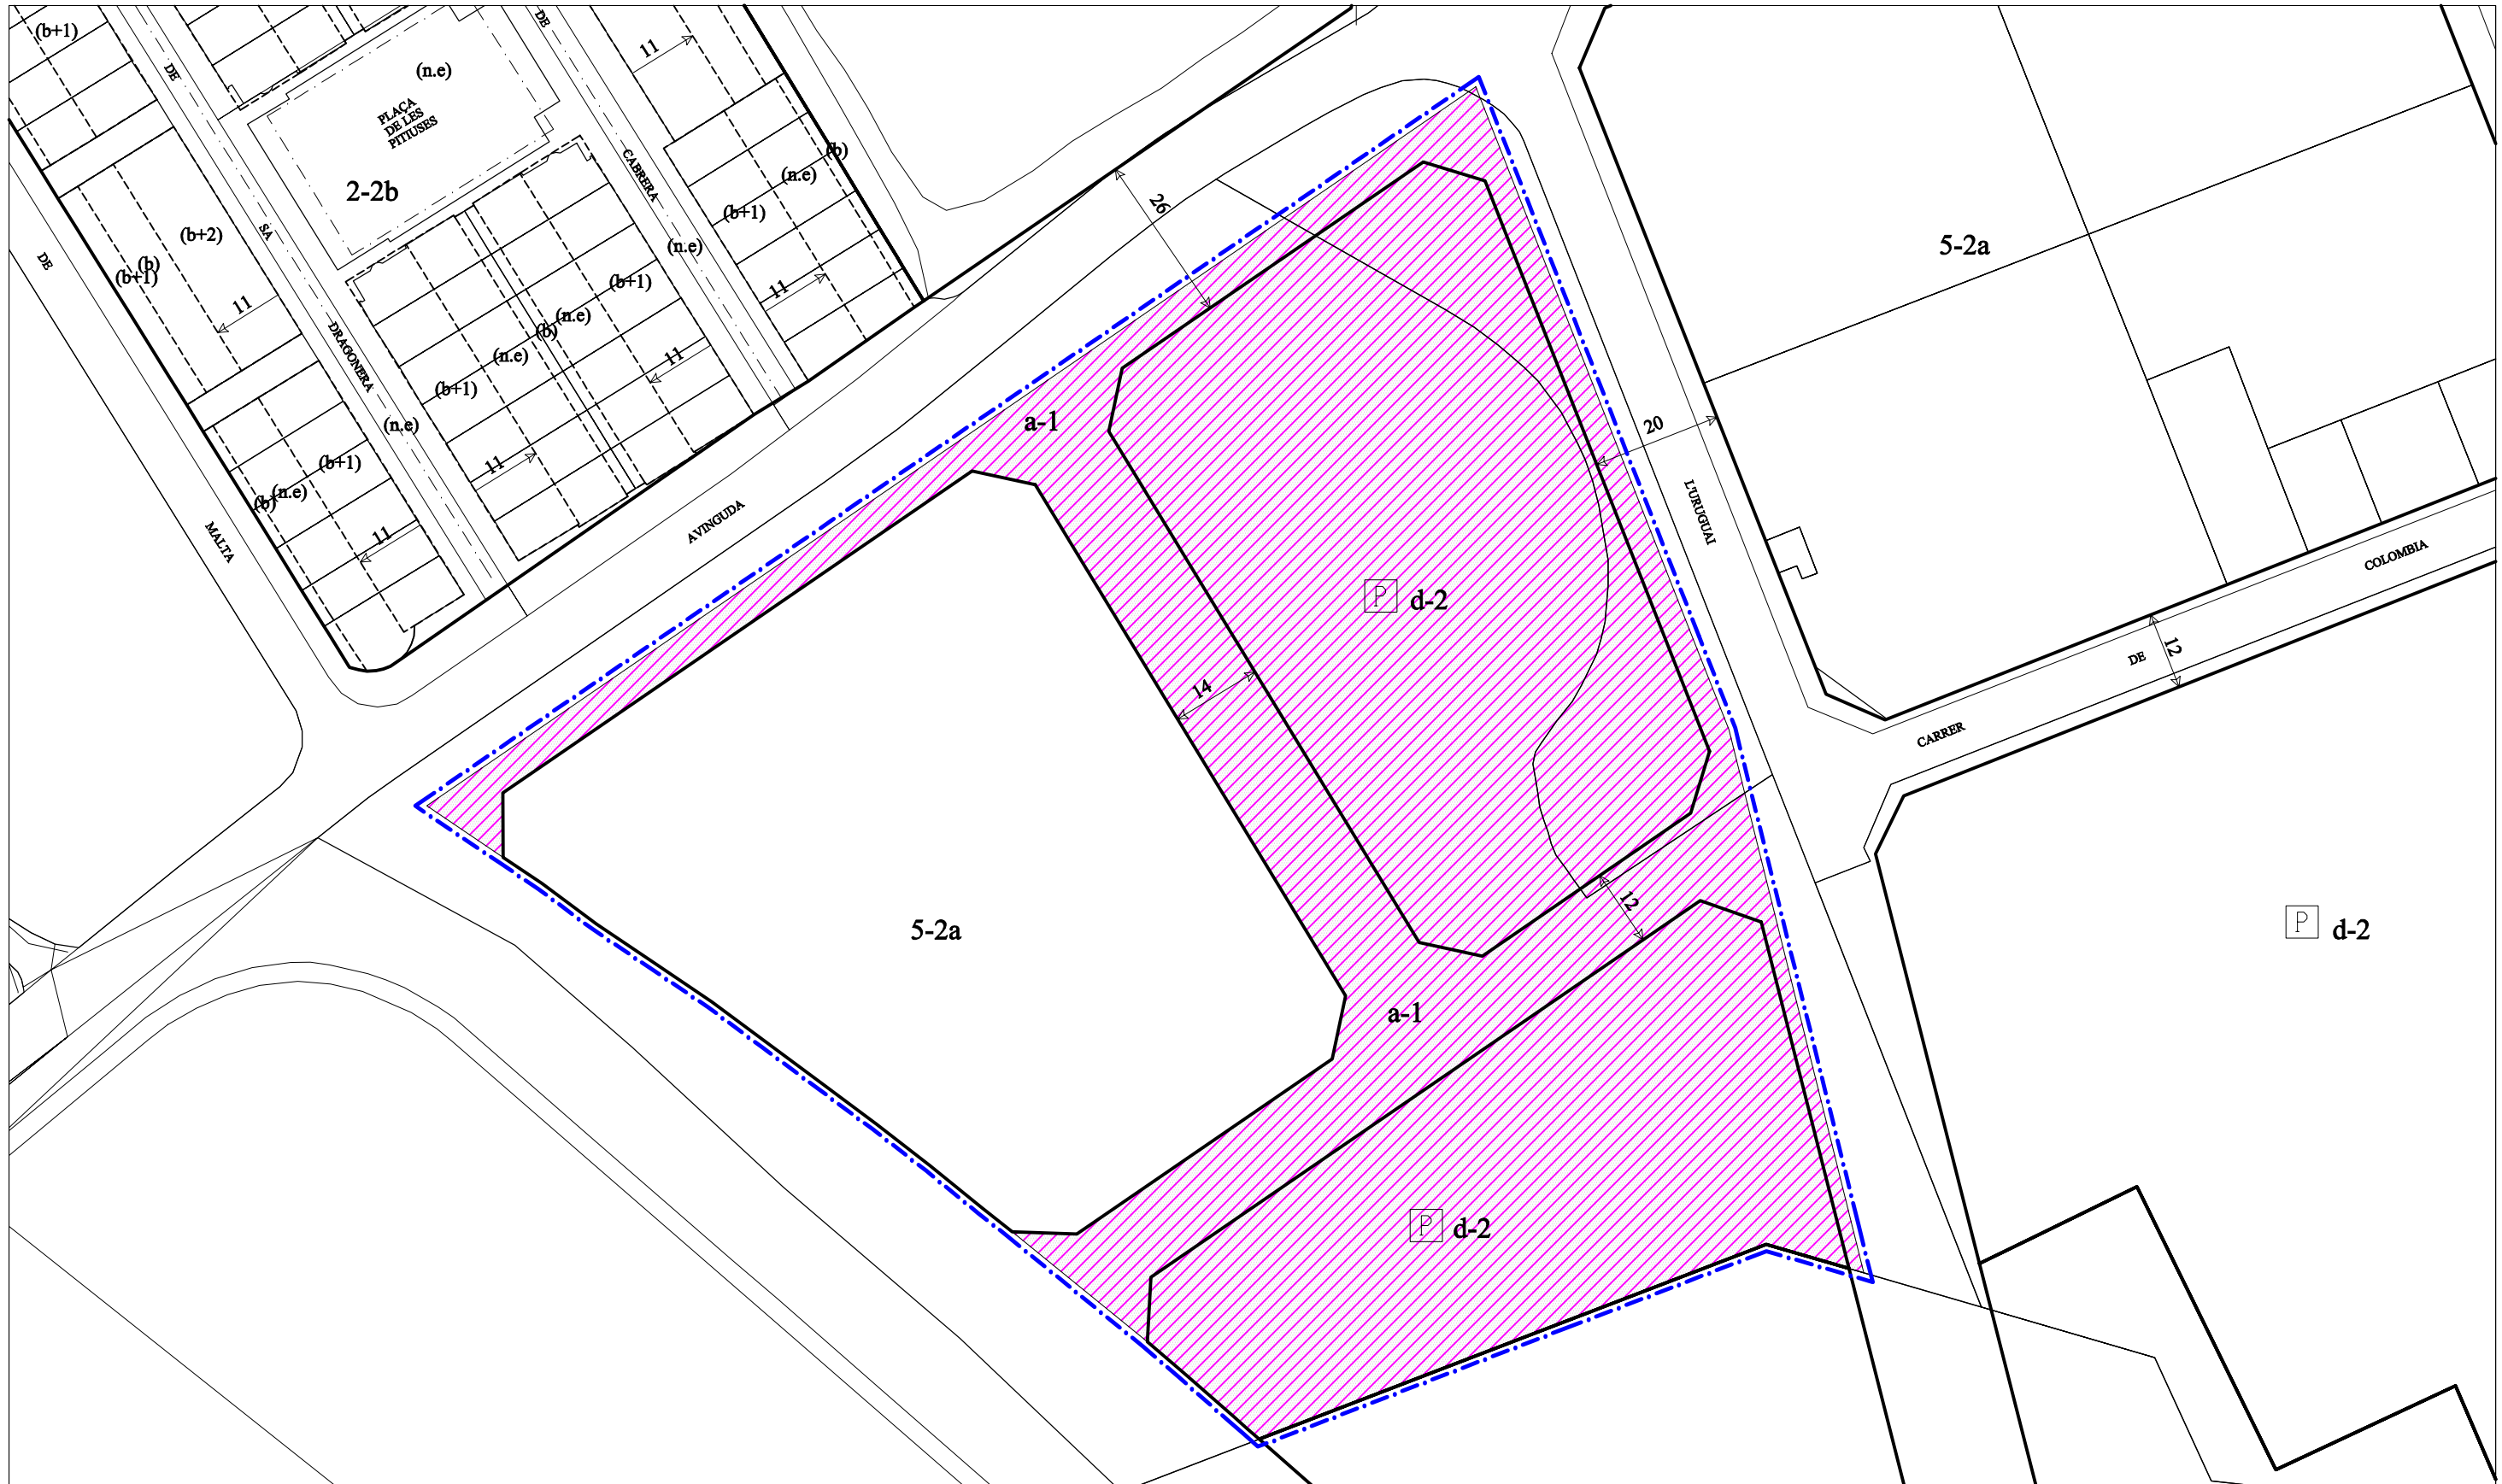 (b+1)
DE
DE
11
(n.e)
PLAÇA
DE LES
PITIUSES
2-2b
CABRERA
(b)
(n.e)
(b+1)
26
(b+2)
SA
(n.e)
5-2a
DE
(b)
(b+1)
(b+1)
11
11
(n.e)
(b)
DRAGONERA
(n.e)
11
(b+1)
a-1
(n.e)
20
(b+1)
11
(n.e)
(b)
L'URUGUAI
AVINGUDA
MALTA
11
COLOMBIA
P d-2
DE
12
14
CARRER
12
5-2a
P d-2
a-1
P d-2